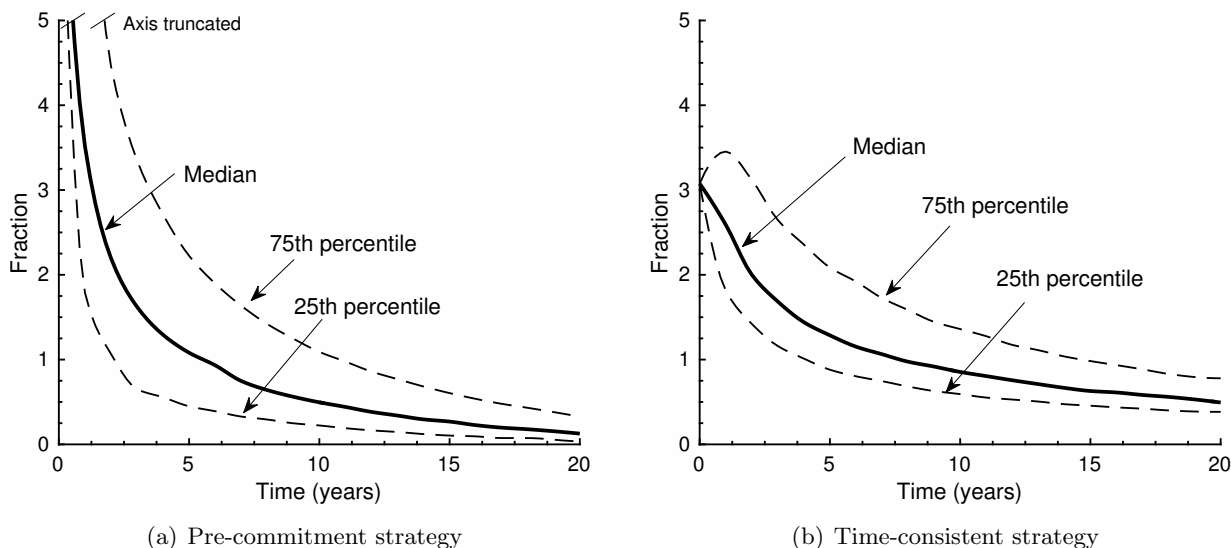 Axis truncated
Median
75th percentile
25th percentile
Fraction
5
4
3
2
1
0
0
5
10
15
20
Time (years)
(a) Pre-commitment strategy
Median
75th percentile
25th percentile
Fraction
5
4
3
2
1
0
0
5
10
15
20
Time (years)
(b) Time-consistent strategy